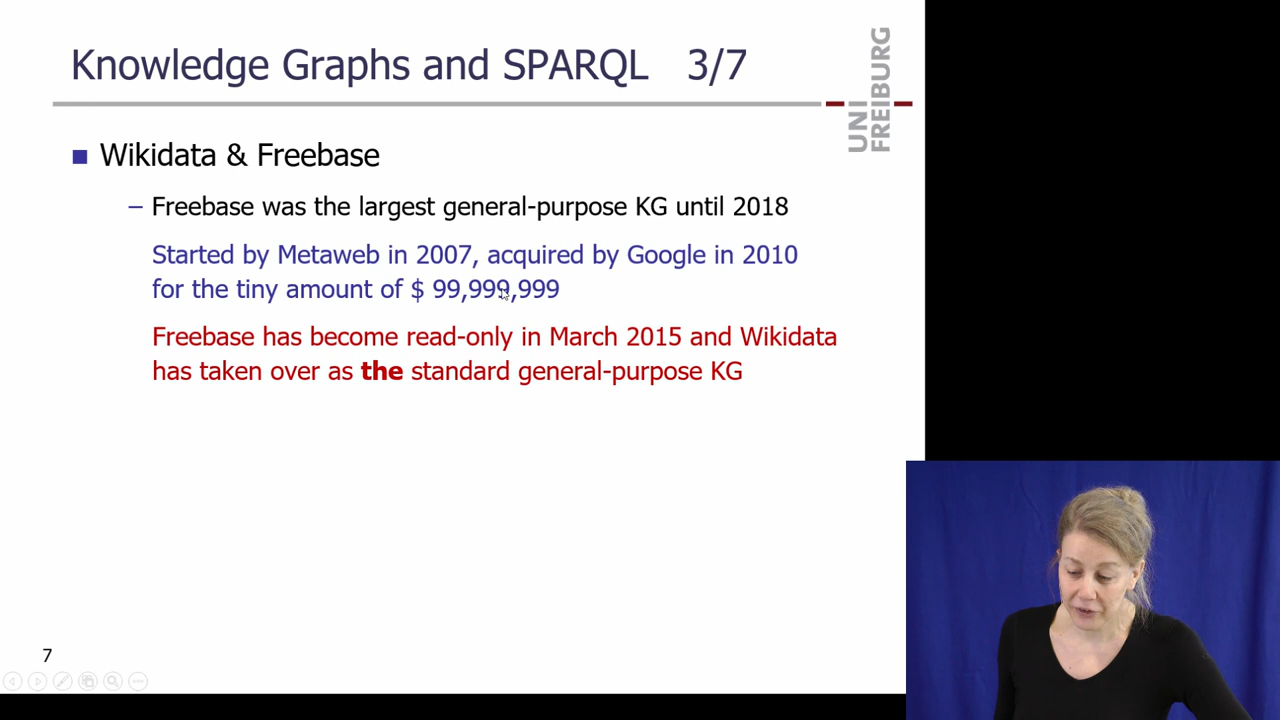 Knowledge Graphs and SPARQL 3/7
UNI
FREIBURG
Wikidata & Freebase
– Freebase was the largest general-purpose KG until 2018
Started by Metaweb in 2007, acquired by Google in 2010
for the tiny amount of $ 99,999,999
Freebase has become read-only in March 2015 and Wikidata
has taken over as the standard general-purpose KG
7